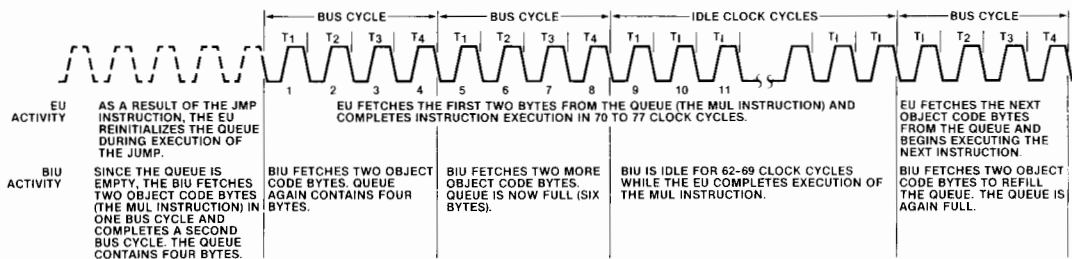 BUS CYCLE BUS CYCLE IDLE CLOCK CYCLES BUS CYCLE
T1 T2 T3 T4 T1 T2 T3 T4 T1 TI TI TI TI TI T2 T3 T4
1 2 3 4 5 6 7 8 9 10 11
EU
ACTIVITY
AS A RESULT OF THE JMP
INSTRUCTION, THE EU
REINITIALIZES THE QUEUE
DURING EXECUTION OF
THE JUMP.
EU FETCHES THE FIRST TWO BYTES FROM THE QUEUE (THE MUL INSTRUCTION) AND
COMPLETES INSTRUCTION EXECUTION IN 70 TO 77 CLOCK CYCLES.
EU FETCHES THE NEXT
OBJECT CODE BYTES
FROM THE QUEUE AND
BEGINS EXECUTING THE
NEXT INSTRUCTION.
BIU
ACTIVITY
SINCE THE QUEUE IS
EMPTY, THE BIU FETCHES
TWO OBJECT CODE BYTES
(THE MUL INSTRUCTION) IN
ONE BUS CYCLE AND
COMPLETES A SECOND
BUS CYCLE. THE QUEUE
CONTAINS FOUR BYTES.
BIU FETCHES TWO OBJECT
CODE BYTES. QUEUE
AGAIN CONTAINS FOUR
BYTES.
BIU FETCHES TWO MORE
OBJECT CODE BYTES.
QUEUE IS NOW FULL (SIX
BYTES).
BIU IS IDLE FOR 62-69 CLOCK CYCLES
WHILE THE EU COMPLETES EXECUTION OF
THE MUL INSTRUCTION.
BIU FETCHES TWO OBJECT
CODE BYTES TO REFILL
THE QUEUE. THE QUEUE IS
AGAIN FULL.